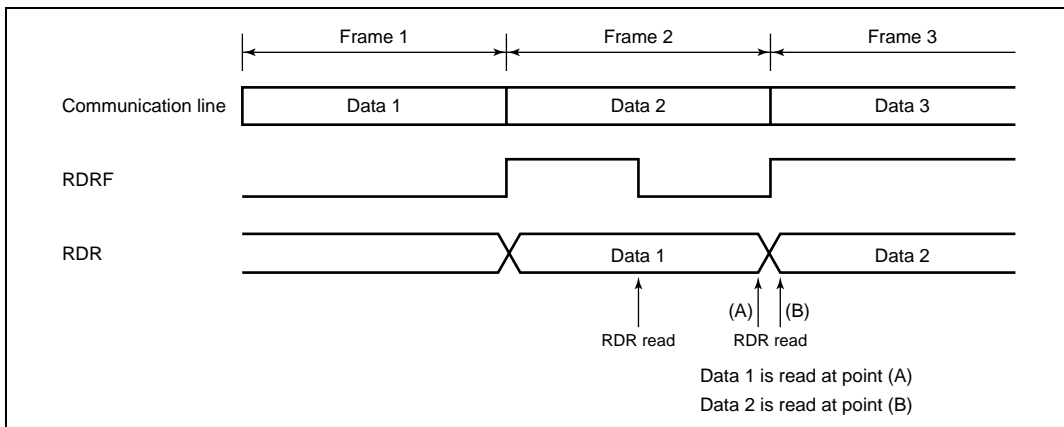 Frame 1 Frame 2 Frame 3
Communication line Data 1 Data 2 Data 3
RDRF
RDR Data 1 Data 2
(A) (B)
RDR read RDR read
Data 1 is read at point (A)
Data 2 is read at point (B)